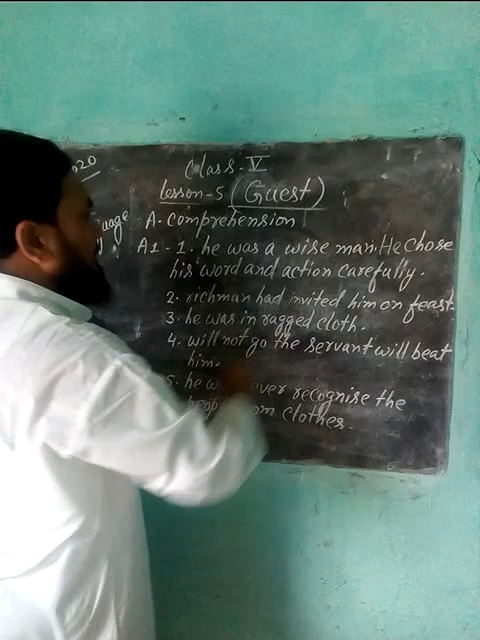 020
Class - V
lesson-5 (Guest)
uage
A- comprehension
A1 - 1. he was a wise man. He chose
his word and action carefully.
2. richman had invited him on feast.
3. he was in ragged cloth.
4. will not go the servant will beat
him.
5. he over recognise the
clothes.